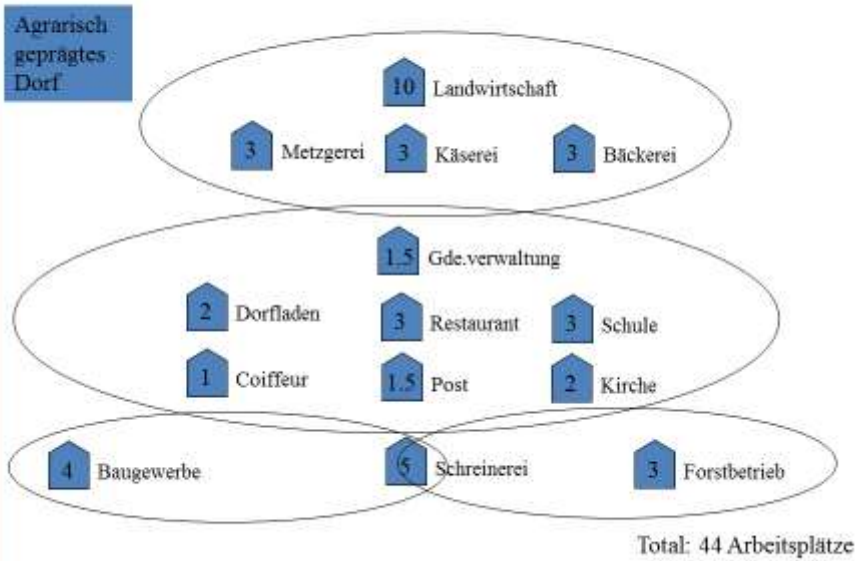 Agrarisch
geprägtes
Dorf
10 Landwirtschaft
3 Metzgerei
3 Käserei
3 Bäckerei
1.5 Gde.verwaltung
2 Dorfladen
3 Restaurant
3 Schule
1 Coiffeur
1.5 Post
2 Kirche
4 Baugewerbe
5 Schreinerei
3 Forstbetrieb
Total: 44 Arbeitsplätze